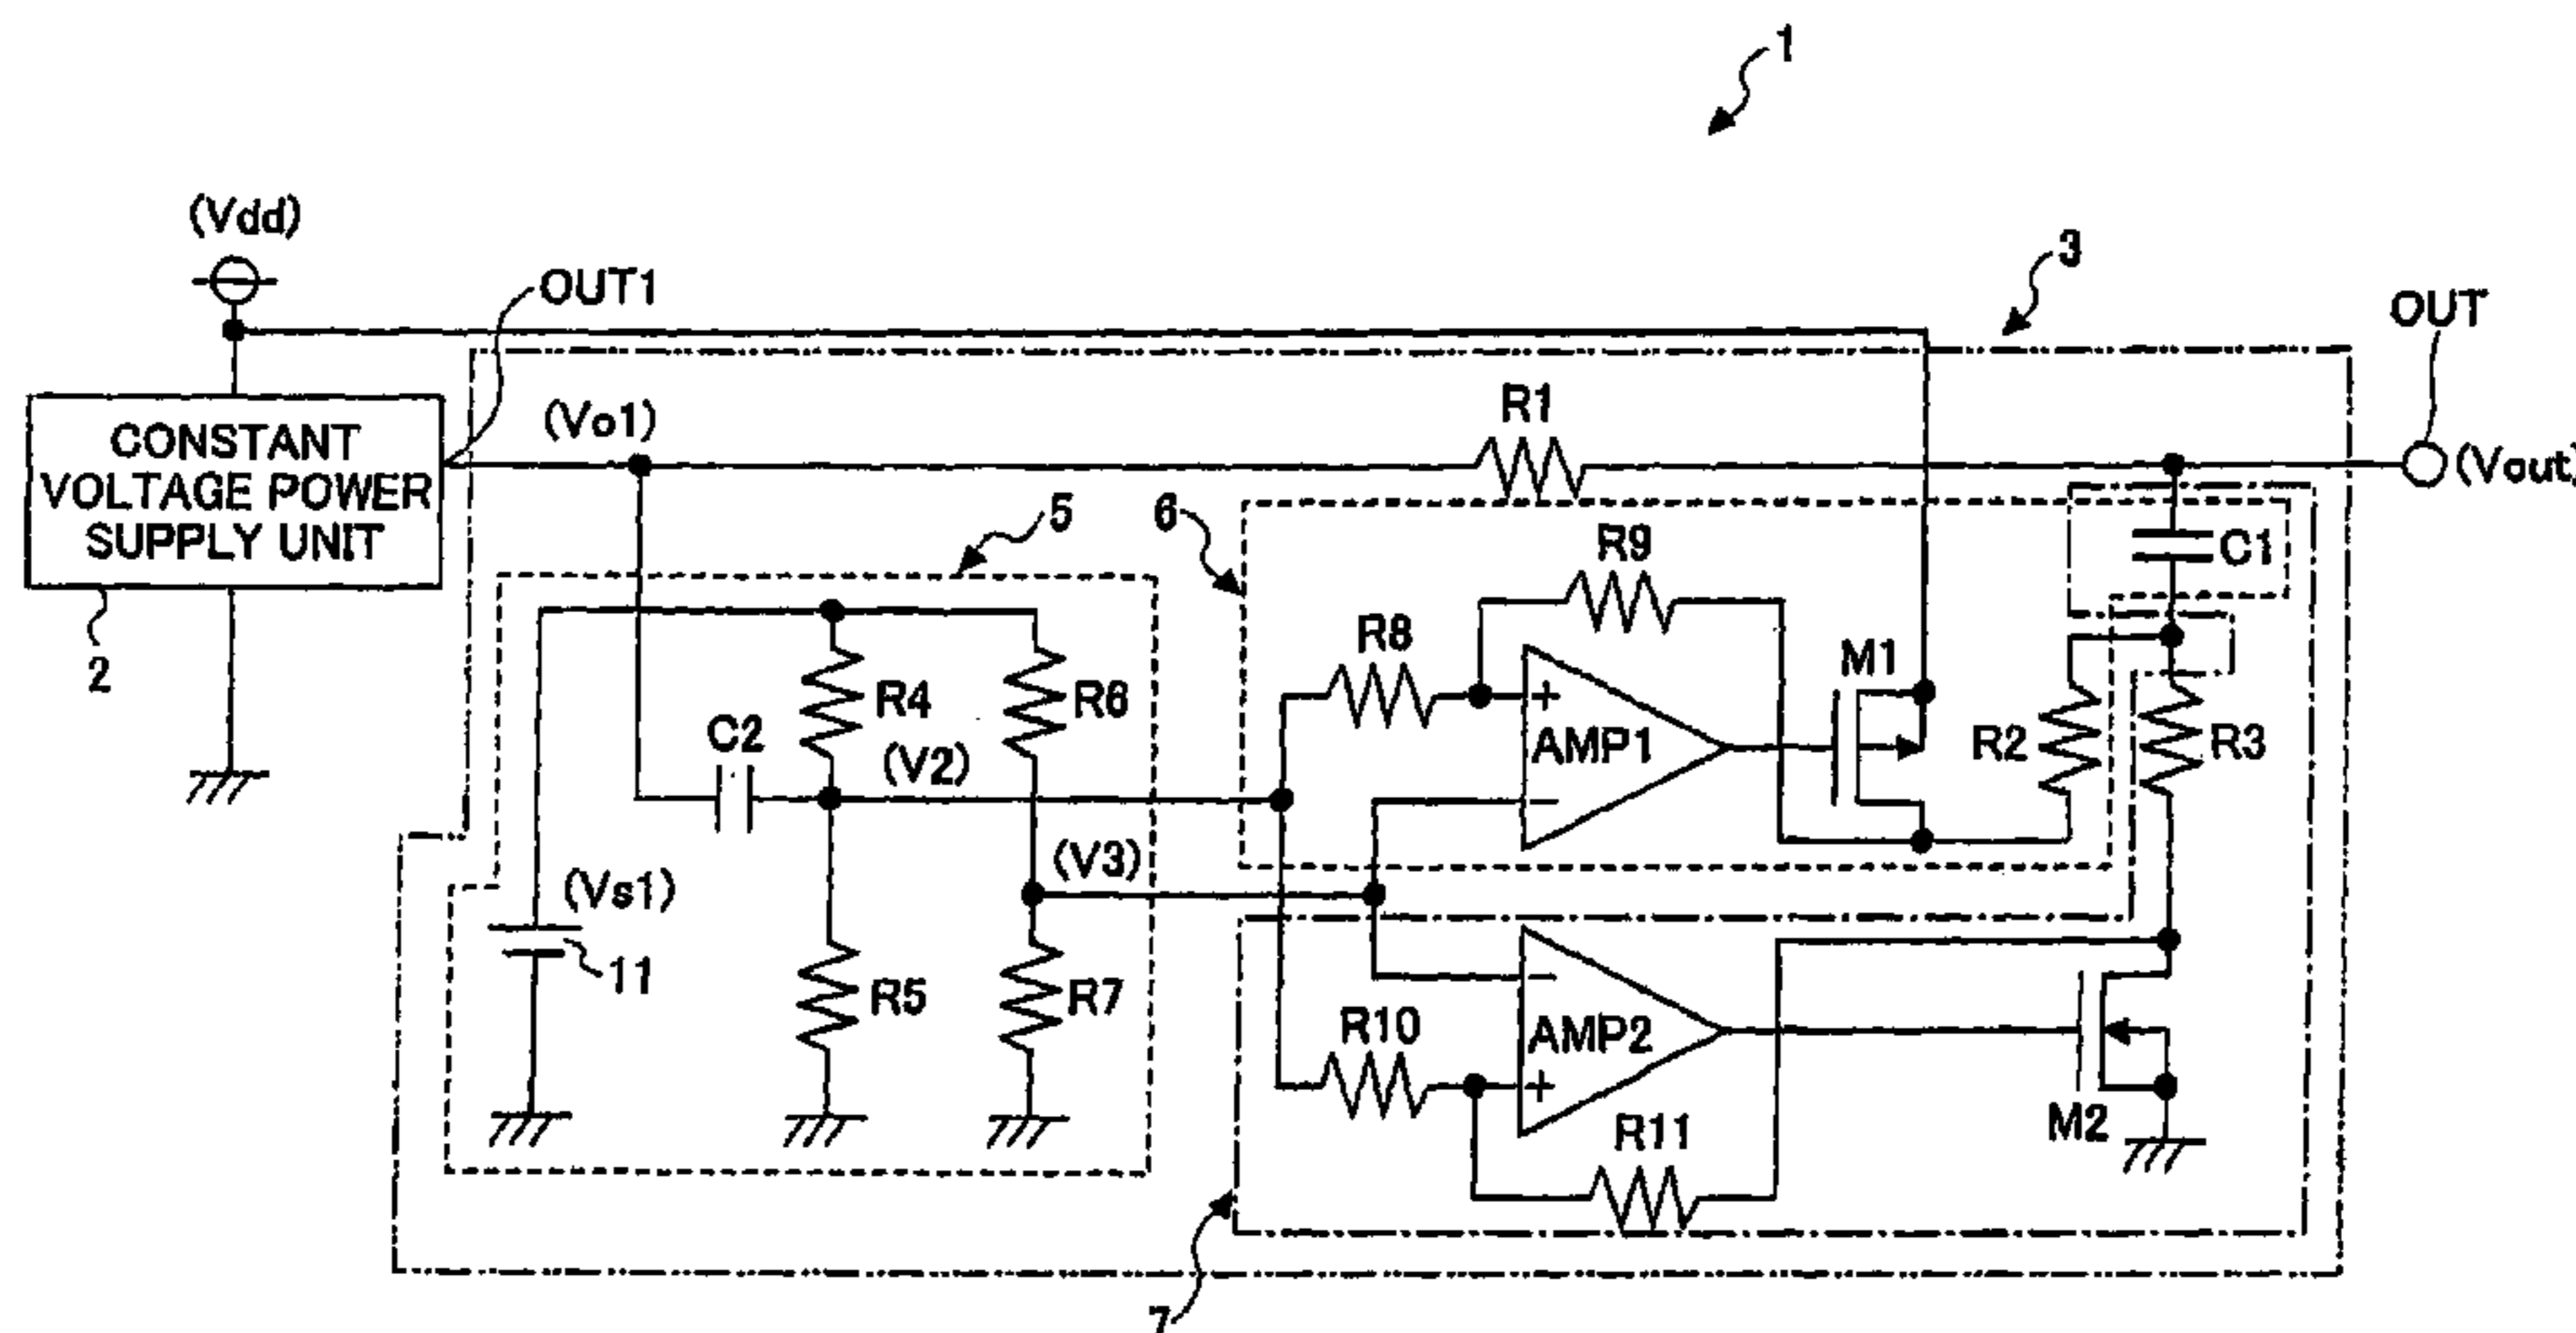 1
(Vdd)
3
OUT1
OUT
R1
(Vo1)
(Vout)
CONSTANT
VOLTAGE POWER
SUPPLY UNIT
5
6
R9
C1
2
R8
M1
R4
R6
C2
(V2)
AMP1
+
−
R2
R3
(V3)
(Vs1)
11
R5
R7
R10
AMP2
−
+
R11
M2
7